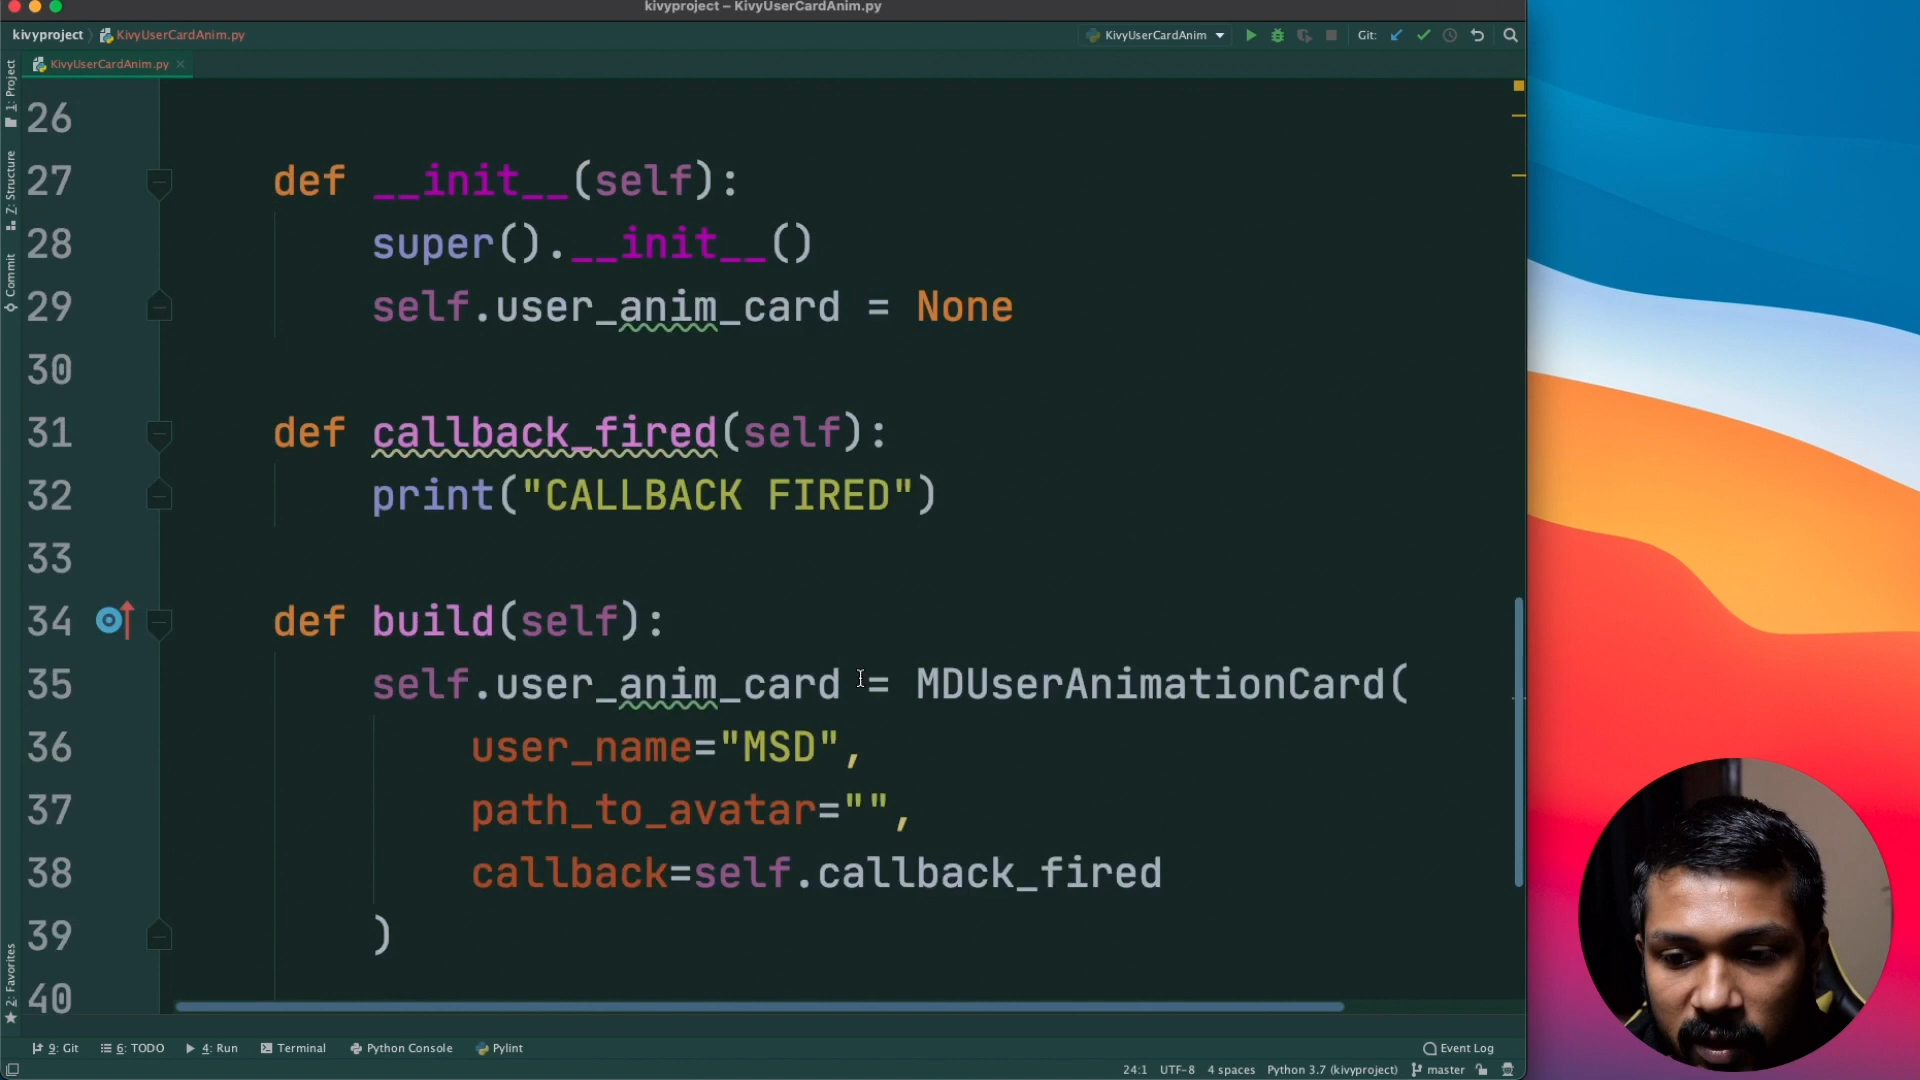 kivyproject – KivyUserCardAnim.py
kivyproject KivyUserCardAnim.py KivyUserCardAnim Git:
KivyUserCardAnim.py
1: Project
Z: Structure
Commit
2: Favorites
26
27 def __init__(self):
28 super().__init__()
29 self.user_anim_card = None
30
31 def callback_fired(self):
32 print("CALLBACK FIRED")
33
34 def build(self):
35 self.user_anim_card = MDUserAnimationCard(
36 user_name="MSD",
37 path_to_avatar="",
38 callback=self.callback_fired
39 )
40
9: Git 6: TODO 4: Run Terminal Python Console Pylint Event Log
24:1 UTF-8 4 spaces Python 3.7 (kivyproject) master